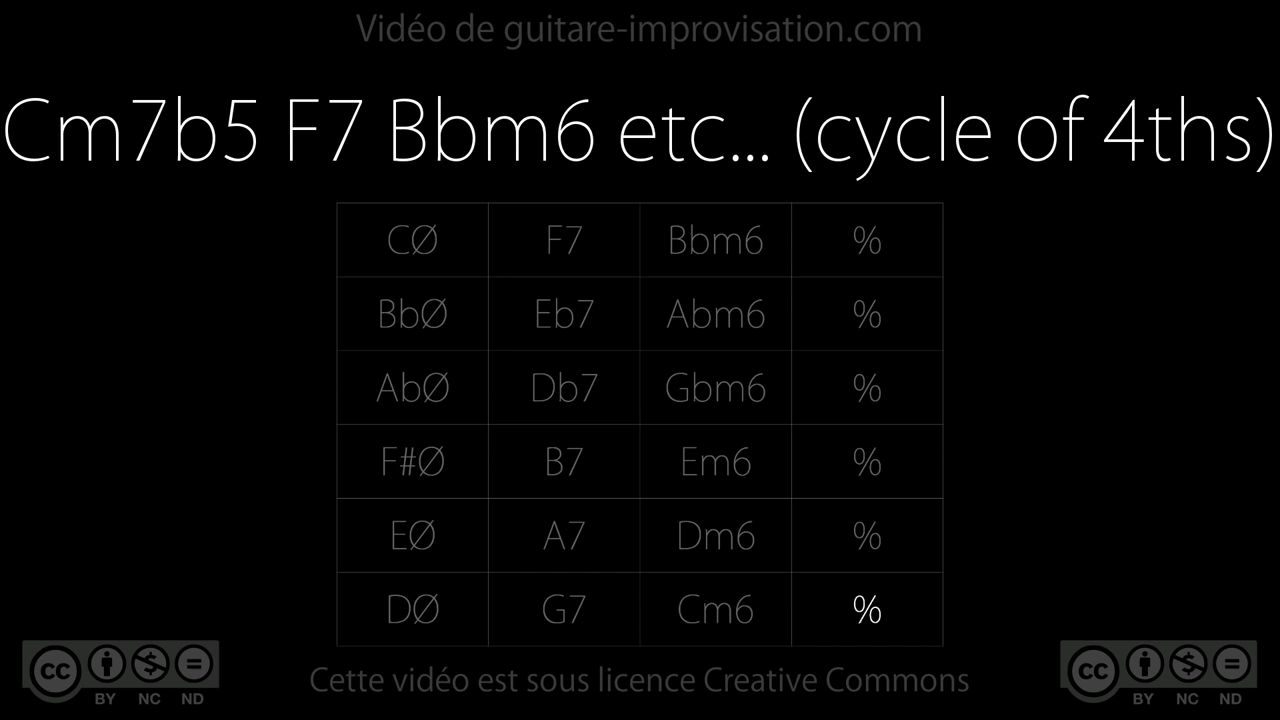 Vidéo de guitare-improvisation.com
Cm7b5 F7 Bbm6 etc... (cycle of 4ths)
CØ F7 Bbm6 %
BbØ Eb7 Abm6 %
AbØ Db7 Gbm6 %
F#Ø B7 Em6 %
EØ A7 Dm6 %
DØ G7 Cm6 %
cc BY NC ND
Cette vidéo est sous licence Creative Commons
cc BY NC ND